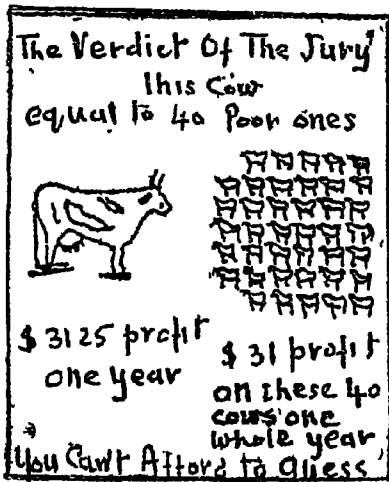 The Verdict Of The Jury"
This Cow
equal to 40 Poor ones
$ 3125 profit
one year
$ 31 profit
on these 40
cows one
whole year
You Can't Afford to Guess